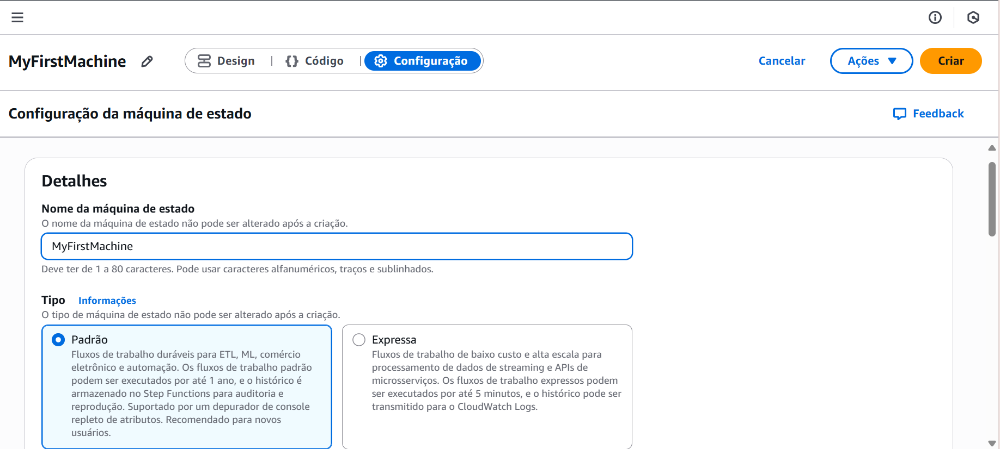 MyFirstMachine
Design
Código
Configuração
Cancelar
Ações
Criar
Configuração da máquina de estado
Feedback
Detalhes
Nome da máquina de estado
O nome da máquina de estado não pode ser alterado após a criação.
MyFirstMachine
Deve ter de 1 a 80 caracteres. Pode usar caracteres alfanuméricos, traços e sublinhados.
Tipo Informações
O tipo de máquina de estado não pode ser alterado após a criação.
Padrão
Fluxos de trabalho duráveis para ETL, ML, comércio
eletrônico e automação. Os fluxos de trabalho padrão
podem ser executados por até 1 ano, e o histórico é
armazenado no Step Functions para auditoria e
reprodução. Suportado por um depurador de console
repleto de atributos. Recomendado para novos
usuários.
Expressa
Fluxos de trabalho de baixo custo e alta escala para
processamento de dados de streaming e APIs de
microsserviços. Os fluxos de trabalho expressos podem
ser executados por até 5 minutos, e o histórico pode ser
transmitido para o CloudWatch Logs.